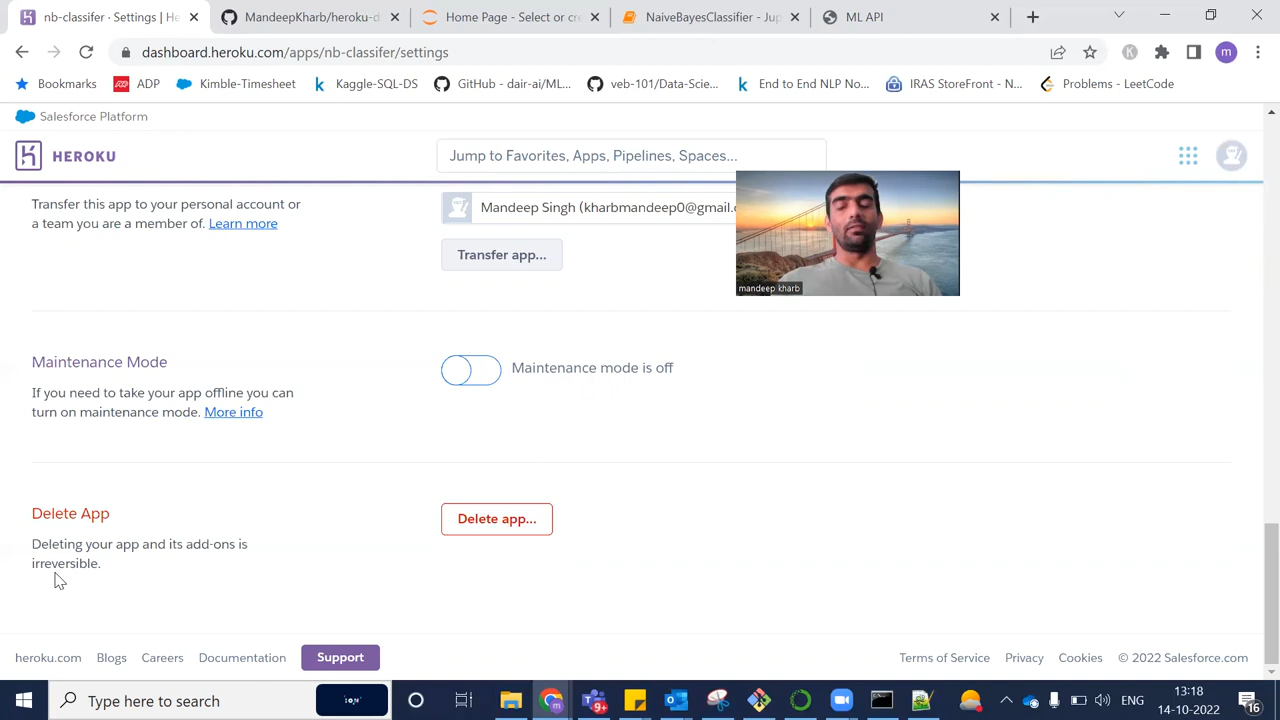 nb-classifer · Settings | He
MandeepKharb/heroku-d
Home Page - Select or cre
NaiveBayesClassifier - Jup
ML API
dashboard.heroku.com/apps/nb-classifer/settings
K
m
Bookmarks
ADP
Kimble-Timesheet
Kaggle-SQL-DS
GitHub - dair-ai/ML...
veb-101/Data-Scie...
End to End NLP No...
IRAS StoreFront - N...
Problems - LeetCode
Salesforce Platform
HEROKU
Jump to Favorites, Apps, Pipelines, Spaces...
Transfer this app to your personal account or
a team you are a member of. Learn more
Mandeep Singh (kharbmandeep0@gmail.c
Transfer app...
mandeep kharb
Maintenance Mode
Maintenance mode is off
If you need to take your app offline you can
turn on maintenance mode. More info
Delete App
Delete app...
Deleting your app and its add-ons is
irreversible.
heroku.com
Blogs
Careers
Documentation
Support
Terms of Service
Privacy
Cookies
© 2022 Salesforce.com
Type here to search
9+
ENG
13:18
14-10-2022
16